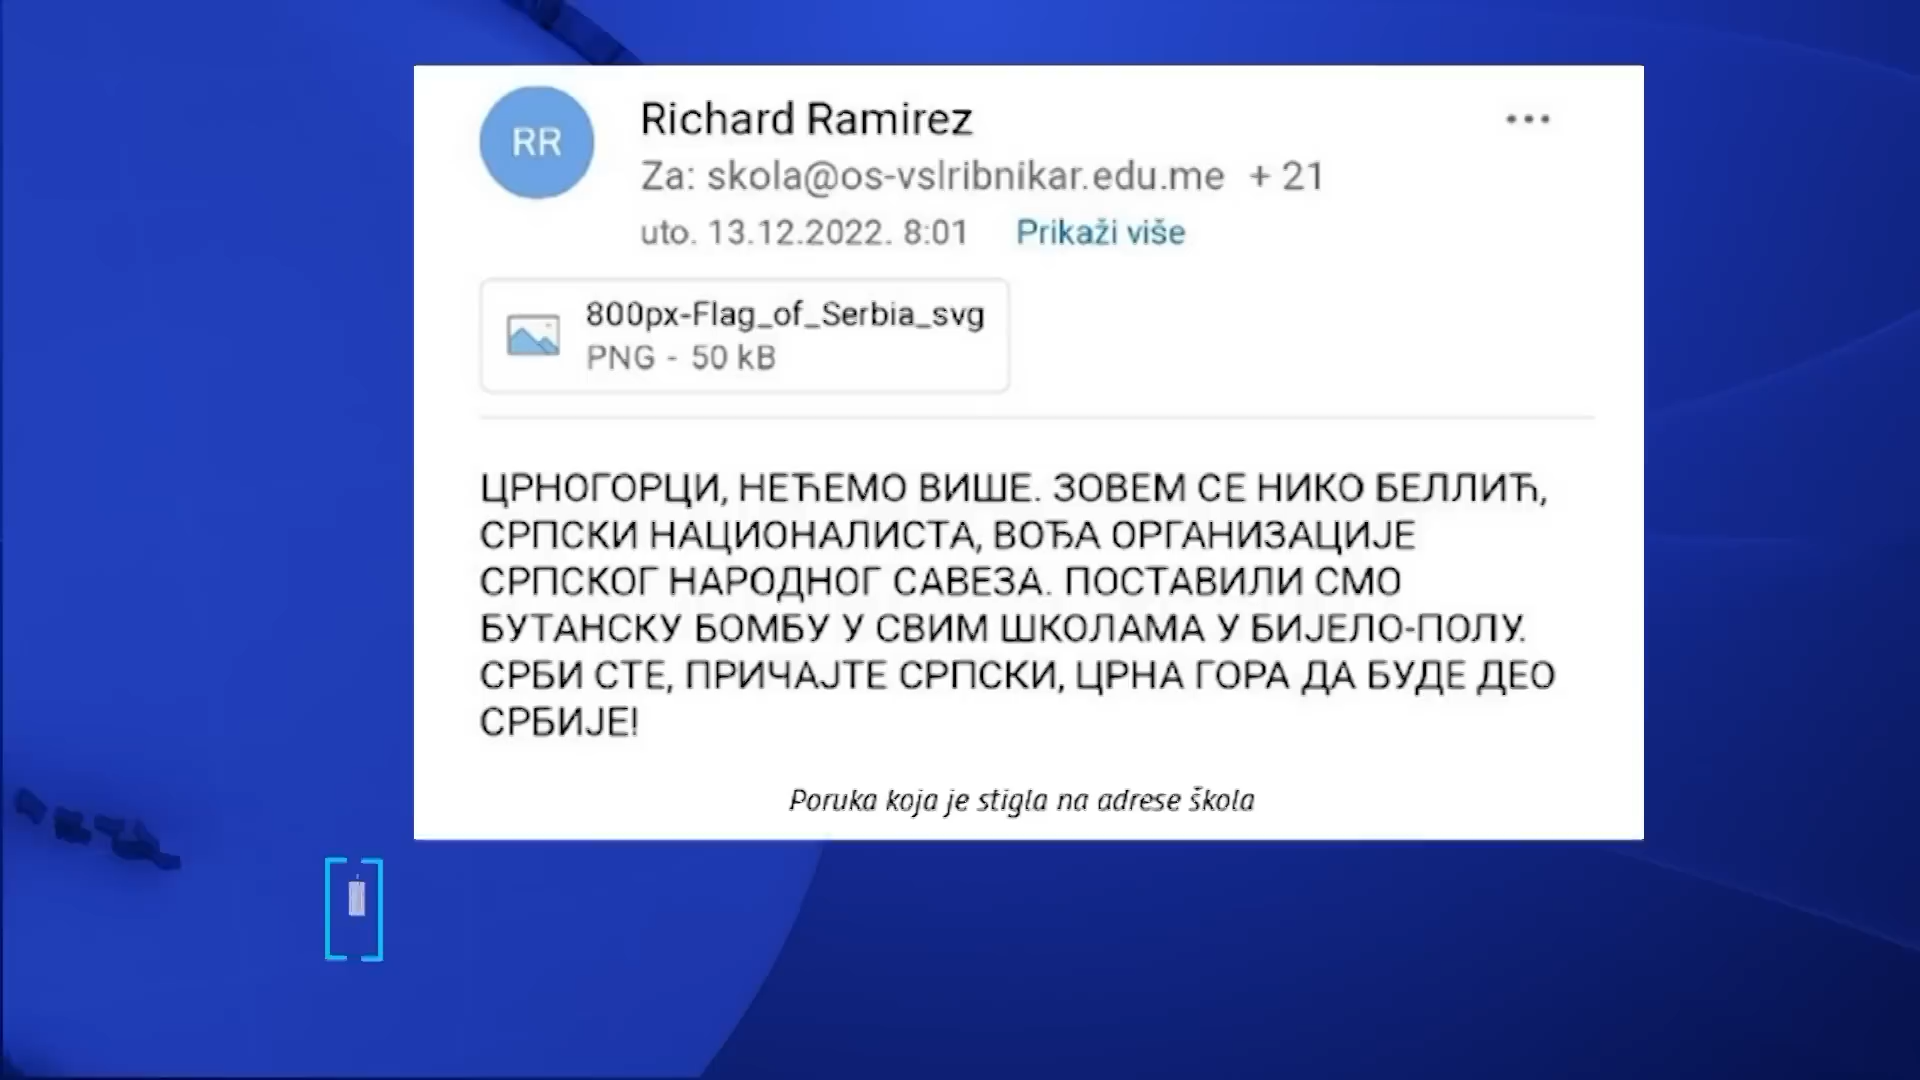 RR
Richard Ramirez
Za: skola@os-vslribnikar.edu.me + 21
uto. 13.12.2022. 8:01 Prikaži više
800px-Flag_of_Serbia_svg
PNG - 50 kB
ЦРНОГОРЦИ, НЕЋЕМО ВИШЕ. ЗОВЕМ СЕ НИКО БЕЛЛИЋ,
СРПСКИ НАЦИОНАЛИСТА, ВОЂА ОРГАНИЗАЦИЈЕ
СРПСКОГ НАРОДНОГ САВЕЗА. ПОСТАВИЛИ СМО
БУТАНСКУ БОМБУ У СВИМ ШКОЛАМА У БИЈЕЛО-ПОЛУ.
СРБИ СТЕ, ПРИЧАЈТЕ СРПСКИ, ЦРНА ГОРА ДА БУДЕ ДЕО
СРБИЈЕ!
Poruka koja je stigla na adrese škola